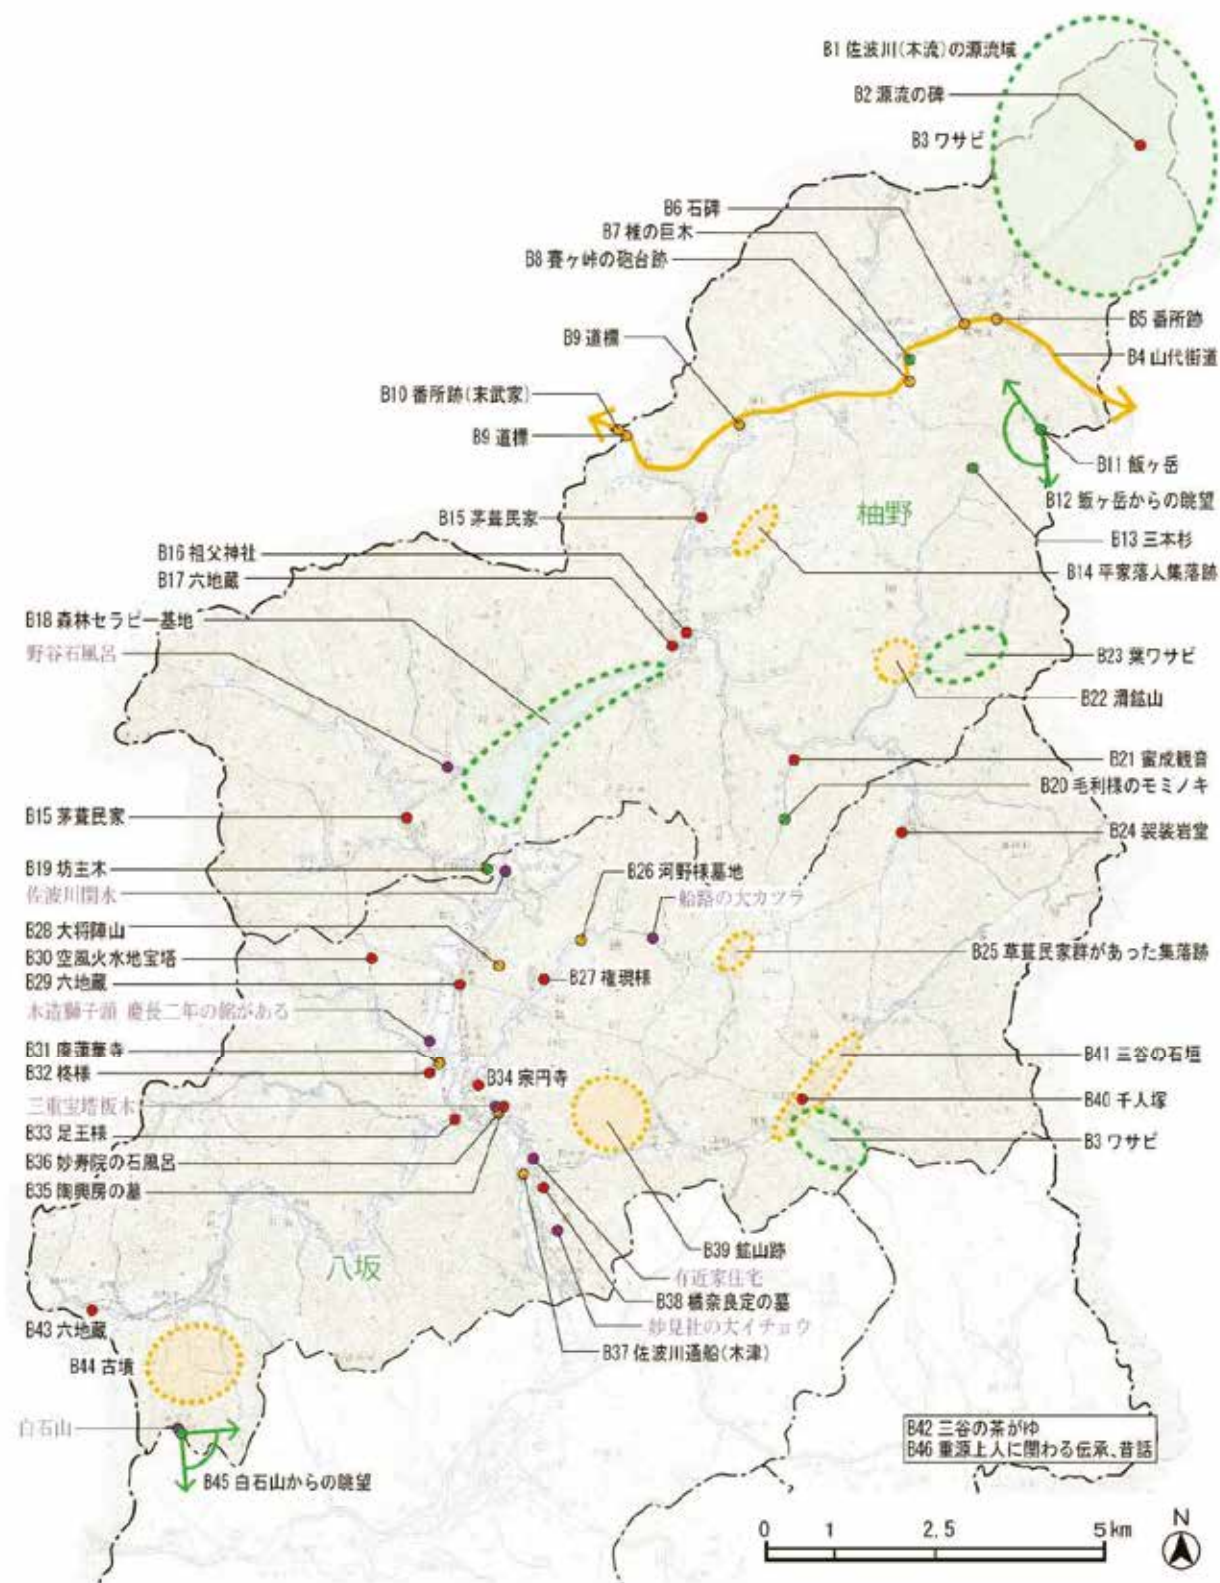 B1 佐波川(本流)の源流域
B2 源流の碑
B3 ワサビ
B6 石碑
B7 椎の巨木
B8 賽ヶ峠の砲台跡
B5 番所跡
B9 道標
B4 山代街道
B10 番所跡(末武家)
B9 道標
B11 飯ヶ岳
B12 飯ヶ岳からの眺望
柚野
B15 茅葺民家
B13 三本杉
B16 祖父神社
B14 平家落人集落跡
B17 六地蔵
B18 森林セラピー基地
野谷石風呂
B23 葉ワサビ
B22 滑鉱山
B21 蜜成観音
B20 毛利様のモミノキ
B15 茅葺民家
B24 袈裟岩堂
B19 坊主木
B26 河野様墓地
佐波川関水
船路の大カツラ
B28 大将陣山
B25 草葺民家群があった集落跡
B30 空風火水地宝塔
B29 六地蔵
B27 権現様
木造獅子頭 慶長二年の銘がある
B31 廃蓮華寺
B41 三谷の石垣
B32 柊様
B34 宗円寺
B40 千人塚
三重宝塔板木
B33 足王様
B3 ワサビ
B36 妙寿院の石風呂
B35 陶興房の墓
B39 鉱山跡
八坂
有近家住宅
B38 橘奈良定の墓
B43 六地蔵
妙見社の大イチョウ
B37 佐波川通船(木津)
B44 古墳
白石山
B42 三谷の茶がゆ
B46 重源上人に関わる伝承、昔話
B45 白石山からの眺望
N
0 1 2.5 5km